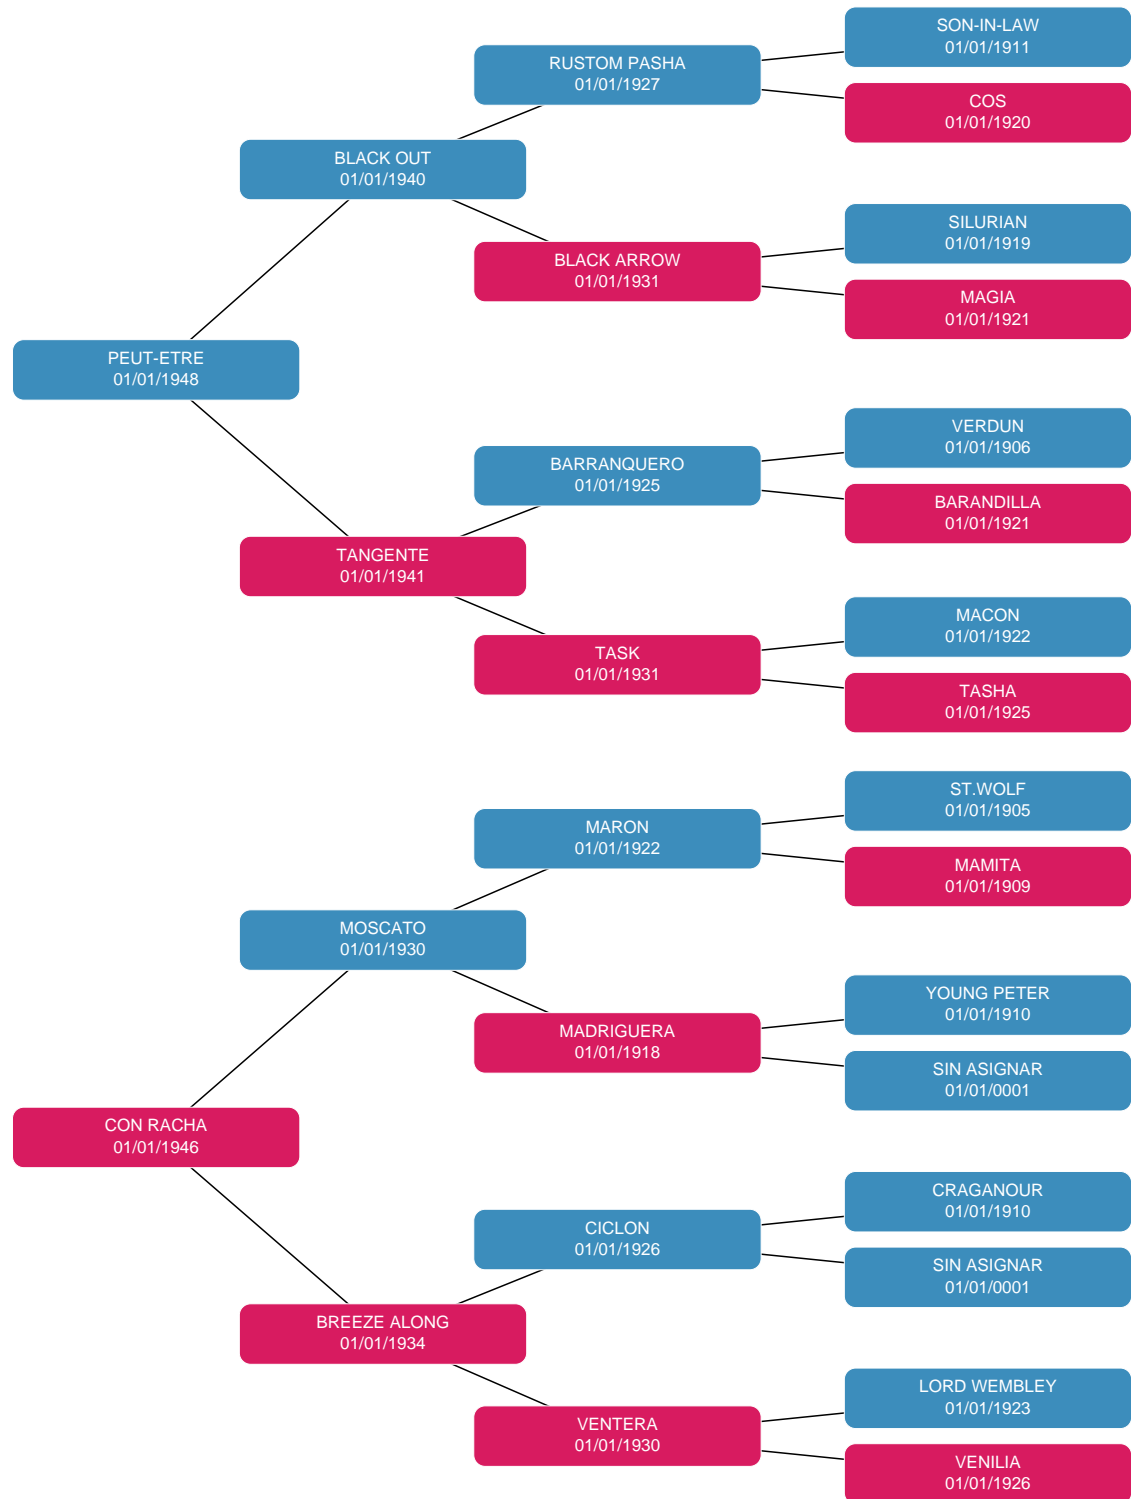 SON-IN-LAW
01/01/1911
RUSTOM PASHA
01/01/1927
COS
01/01/1920
BLACK OUT
01/01/1940
SILURIAN
01/01/1919
BLACK ARROW
01/01/1931
MAGIA
01/01/1921
PEUT-ETRE
01/01/1948
VERDUN
01/01/1906
BARRANQUERO
01/01/1925
BARANDILLA
01/01/1921
TANGENTE
01/01/1941
MACON
01/01/1922
TASK
01/01/1931
TASHA
01/01/1925
ST.WOLF
01/01/1905
MARON
01/01/1922
MAMITA
01/01/1909
MOSCATO
01/01/1930
YOUNG PETER
01/01/1910
MADRIGUERA
01/01/1918
SIN ASIGNAR
01/01/0001
CON RACHA
01/01/1946
CRAGANOUR
01/01/1910
CICLON
01/01/1926
SIN ASIGNAR
01/01/0001
BREEZE ALONG
01/01/1934
LORD WEMBLEY
01/01/1923
VENTERA
01/01/1930
VENILIA
01/01/1926